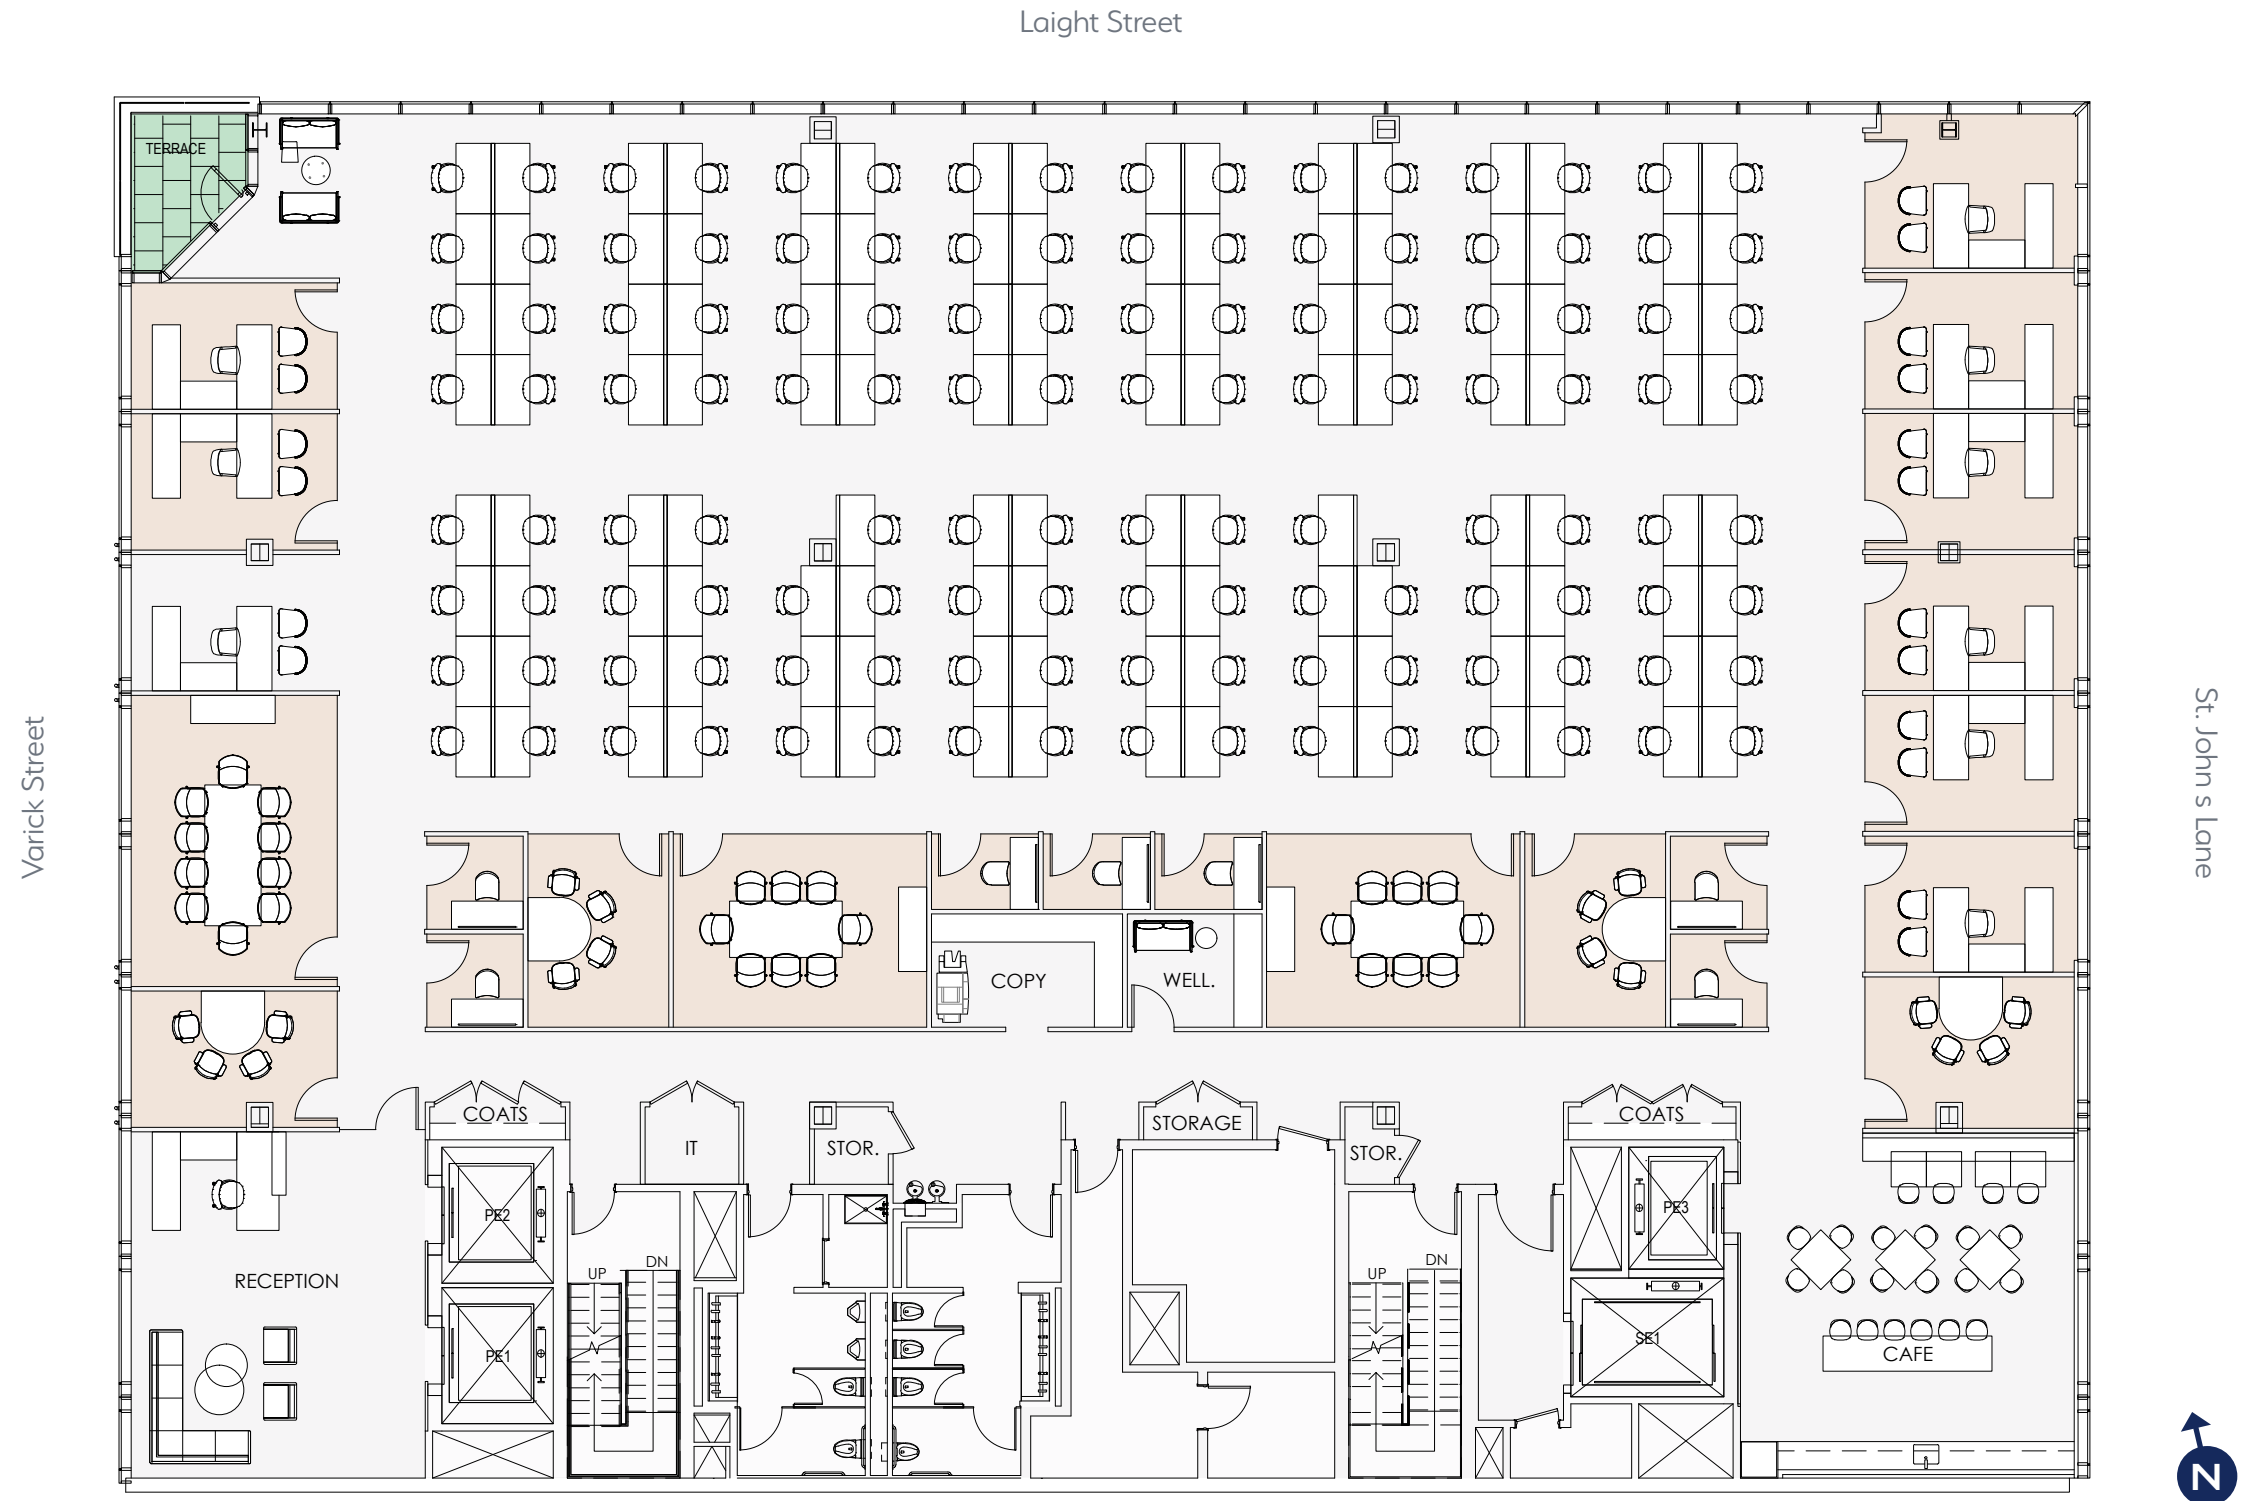 Laight Street
TERRACE
Varick Street
St. John s Lane
COPY
WELL.
COATS
IT
STOR.
STORAGE
STOR.
COATS
PE2
PE3
UP
DN
UP
DN
RECEPTION
PE1
SE1
CAFE
N